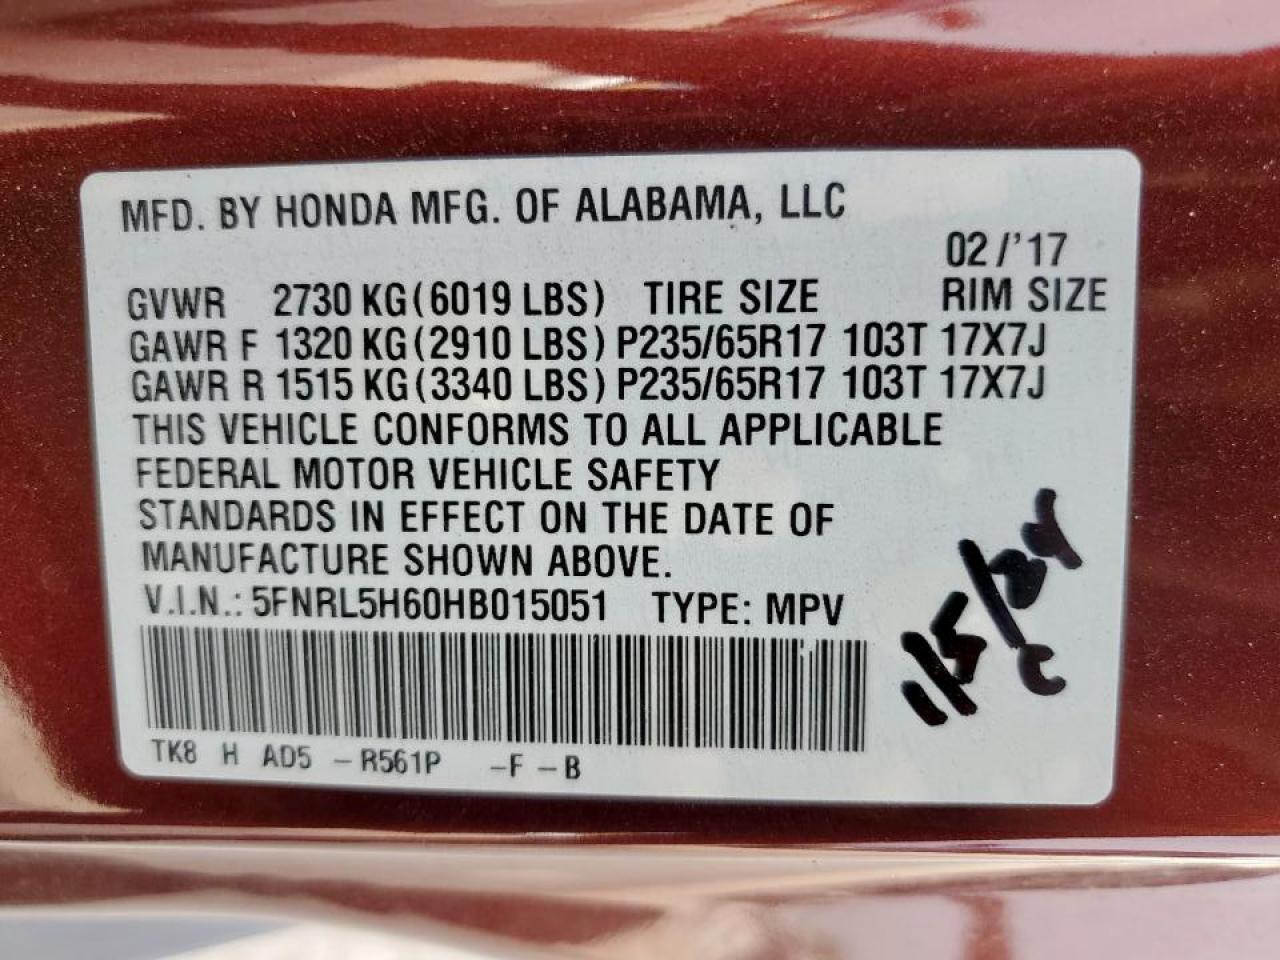 MFD. BY HONDA MFG. OF ALABAMA, LLC
02/'17
GVWR 2730 KG(6019 LBS) TIRE SIZE RIM SIZE
GAWR F 1320 KG(2910 LBS) P235/65R17 103T 17X7J
GAWR R 1515 KG(3340 LBS) P235/65R17 103T 17X7J
THIS VEHICLE CONFORMS TO ALL APPLICABLE
FEDERAL MOTOR VEHICLE SAFETY
STANDARDS IN EFFECT ON THE DATE OF
MANUFACTURE SHOWN ABOVE.
V.I.N.: 5FNRL5H60HB015051 TYPE: MPV
TK8 H AD5 - R561P -F - B
1/5/24
C